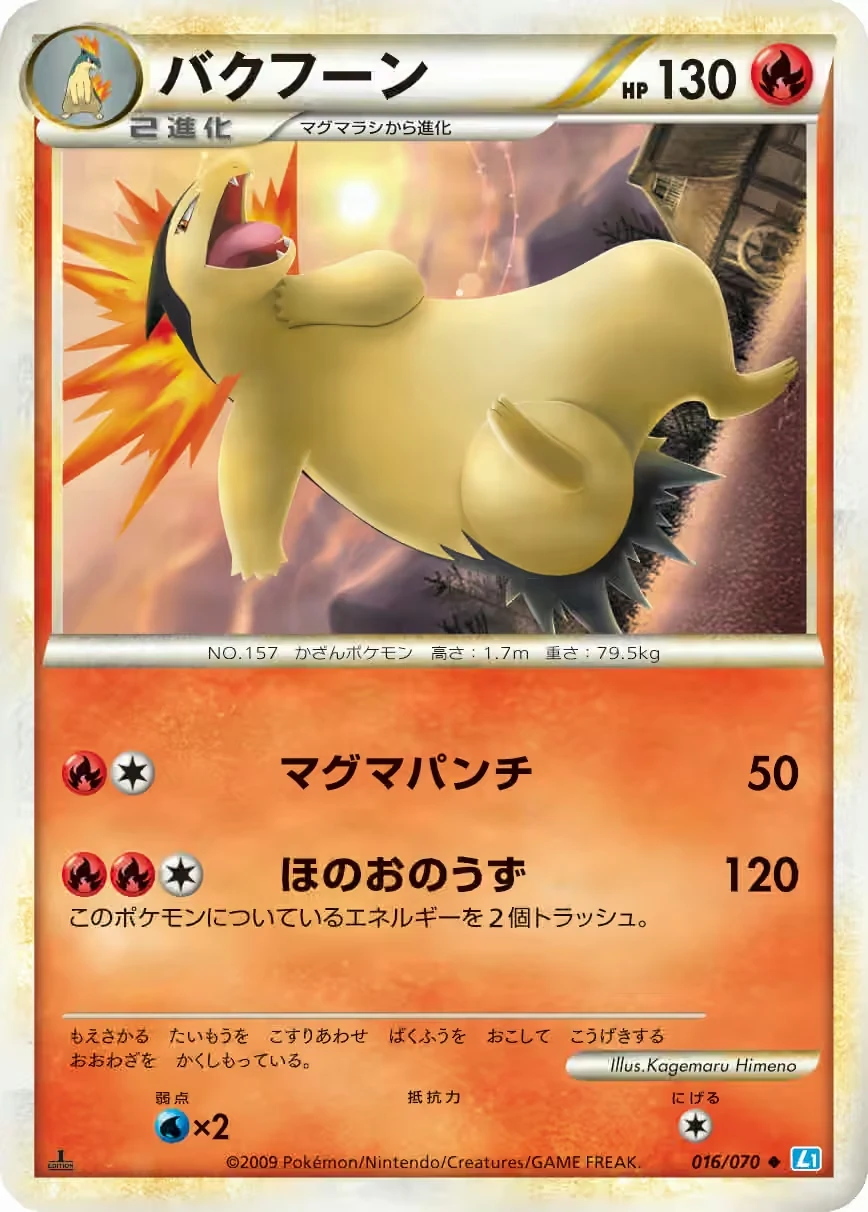 バクフーン
HP 130
2進化
マグマラシから進化
NO.157 かざんポケモン 高さ：1.7m 重さ：79.5kg
マグマパンチ 50
ほのおのうず 120
このポケモンについているエネルギーを2個トラッシュ。
もえさかる たいもうを こすりあわせ ばくふうを おこして こうげきする
おおわざを かくしもっている。
Illus.Kagemaru Himeno
弱点 抵抗力 にげる
×2
1 EDITION
©2009 Pokémon/Nintendo/Creatures/GAME FREAK.
016/070 ◆ L1